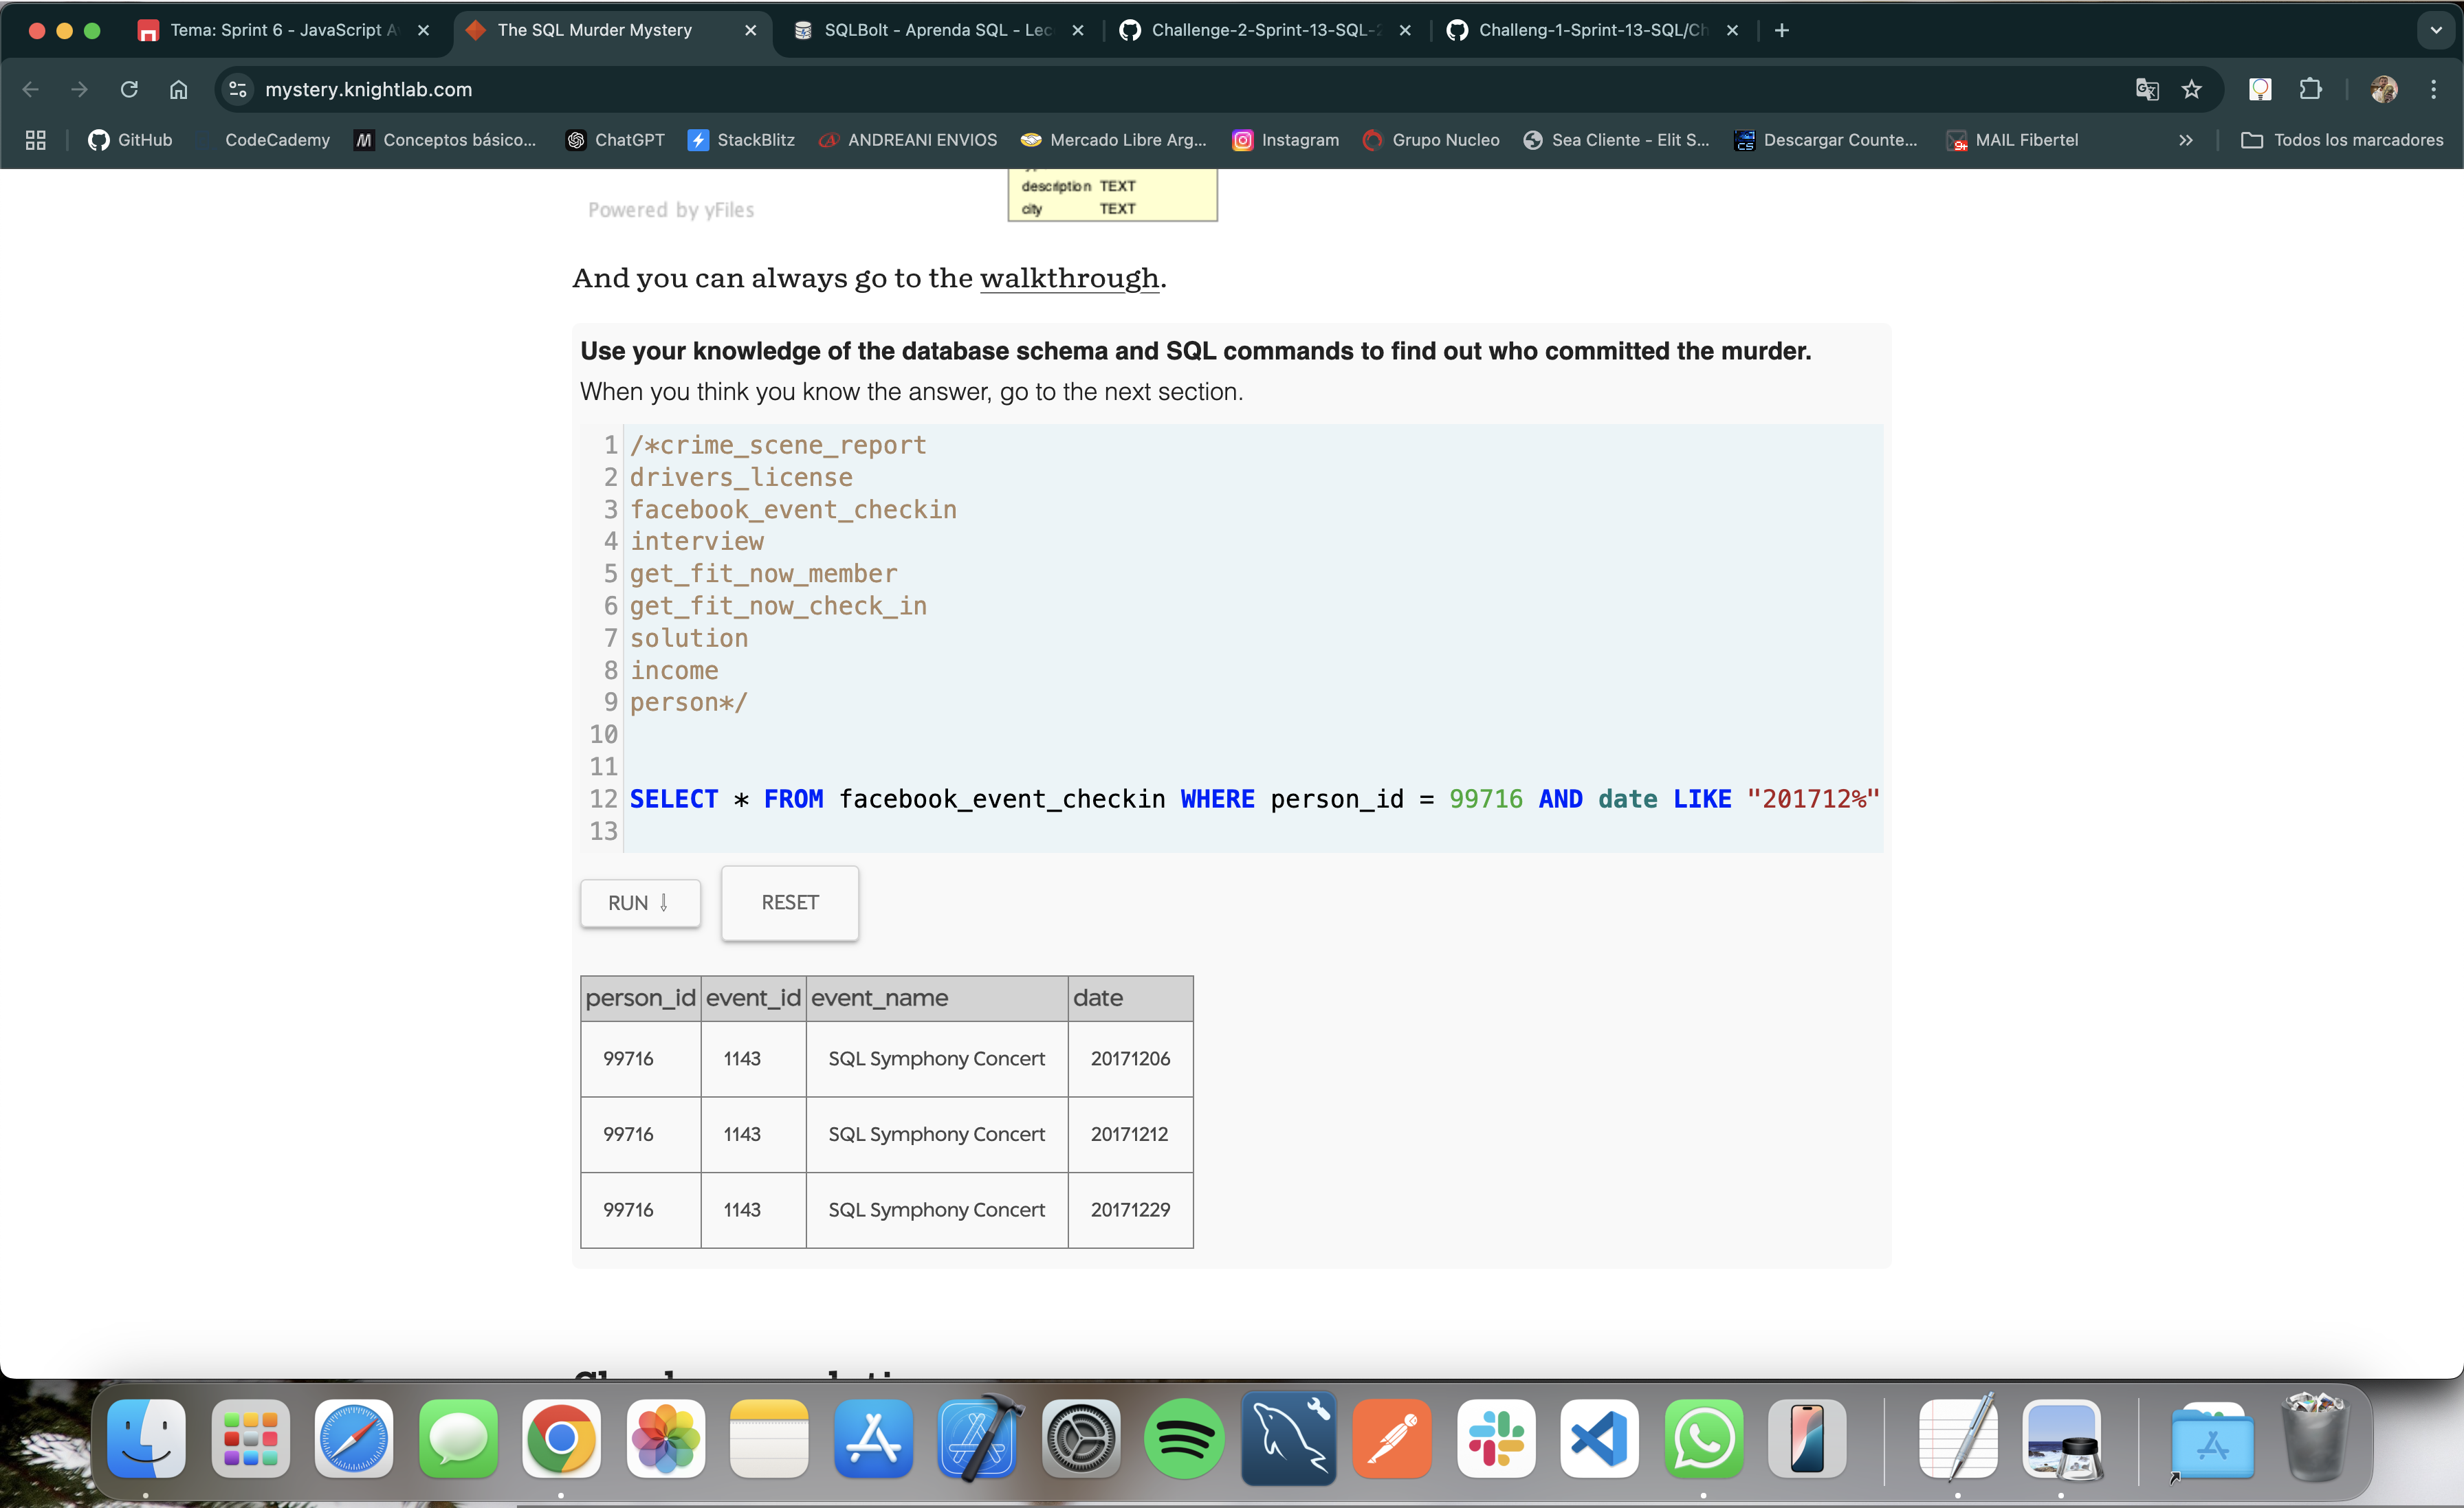 Tema: Sprint 6 - JavaScript A
The SQL Murder Mystery
SQLBolt - Aprenda SQL - Lec
Challenge-2-Sprint-13-SQL-2
Challeng-1-Sprint-13-SQL/Ch
mystery.knightlab.com
GitHub
CodeCademy
Conceptos básico...
ChatGPT
StackBlitz
ANDREANI ENVIOS
Mercado Libre Arg...
Instagram
Grupo Nucleo
Sea Cliente - Elit S...
Descargar Counte...
MAIL Fibertel
Todos los marcadores
description TEXT
city TEXT
Powered by yFiles
And you can always go to the walkthrough.
Use your knowledge of the database schema and SQL commands to find out who committed the murder.
When you think you know the answer, go to the next section.
1 /*crime_scene_report
2 drivers_license
3 facebook_event_checkin
4 interview
5 get_fit_now_member
6 get_fit_now_check_in
7 solution
8 income
9 person*/
10
11
12 SELECT * FROM facebook_event_checkin WHERE person_id = 99716 AND date LIKE "201712%"
13
RUN ↓
RESET
person_id event_id event_name date
99716 1143 SQL Symphony Concert 20171206
99716 1143 SQL Symphony Concert 20171212
99716 1143 SQL Symphony Concert 20171229